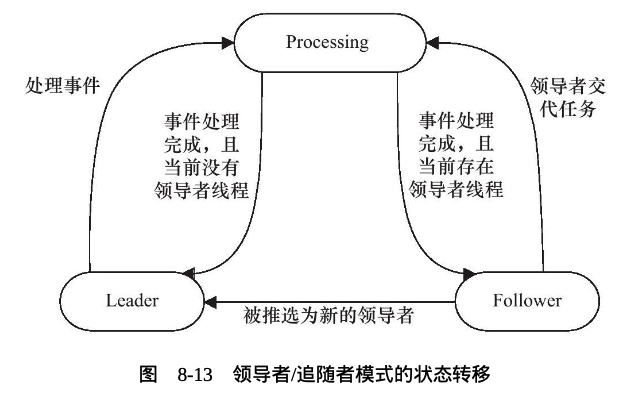 Processing
处理事件
事件处理
完成，且
当前没有
领导者线程
事件处理
完成，且
当前存在
领导者线程
领导者交
代任务
Leader
被推选为新的领导者
Follower
图 8-13 领导者/追随者模式的状态转移